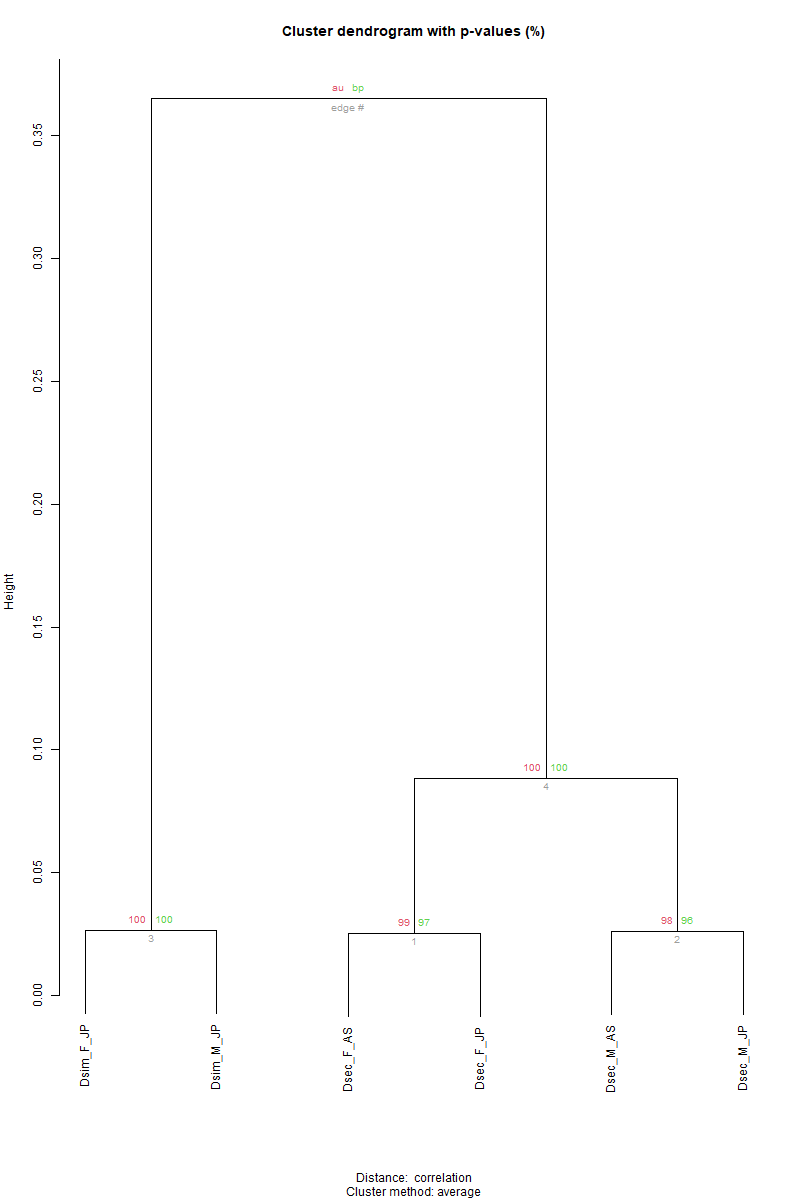 Cluster dendrogram with p-values (%)
au bp
edge #
0.35
0.30
0.25
0.20
0.15
0.10
0.05
0.00
Height
100 100
4
100 100
3
99 97
1
98 96
2
Dsim_F_JP
Dsim_M_JP
Dsec_F_AS
Dsec_F_JP
Dsec_M_AS
Dsec_M_JP
Distance: correlation
Cluster method: average